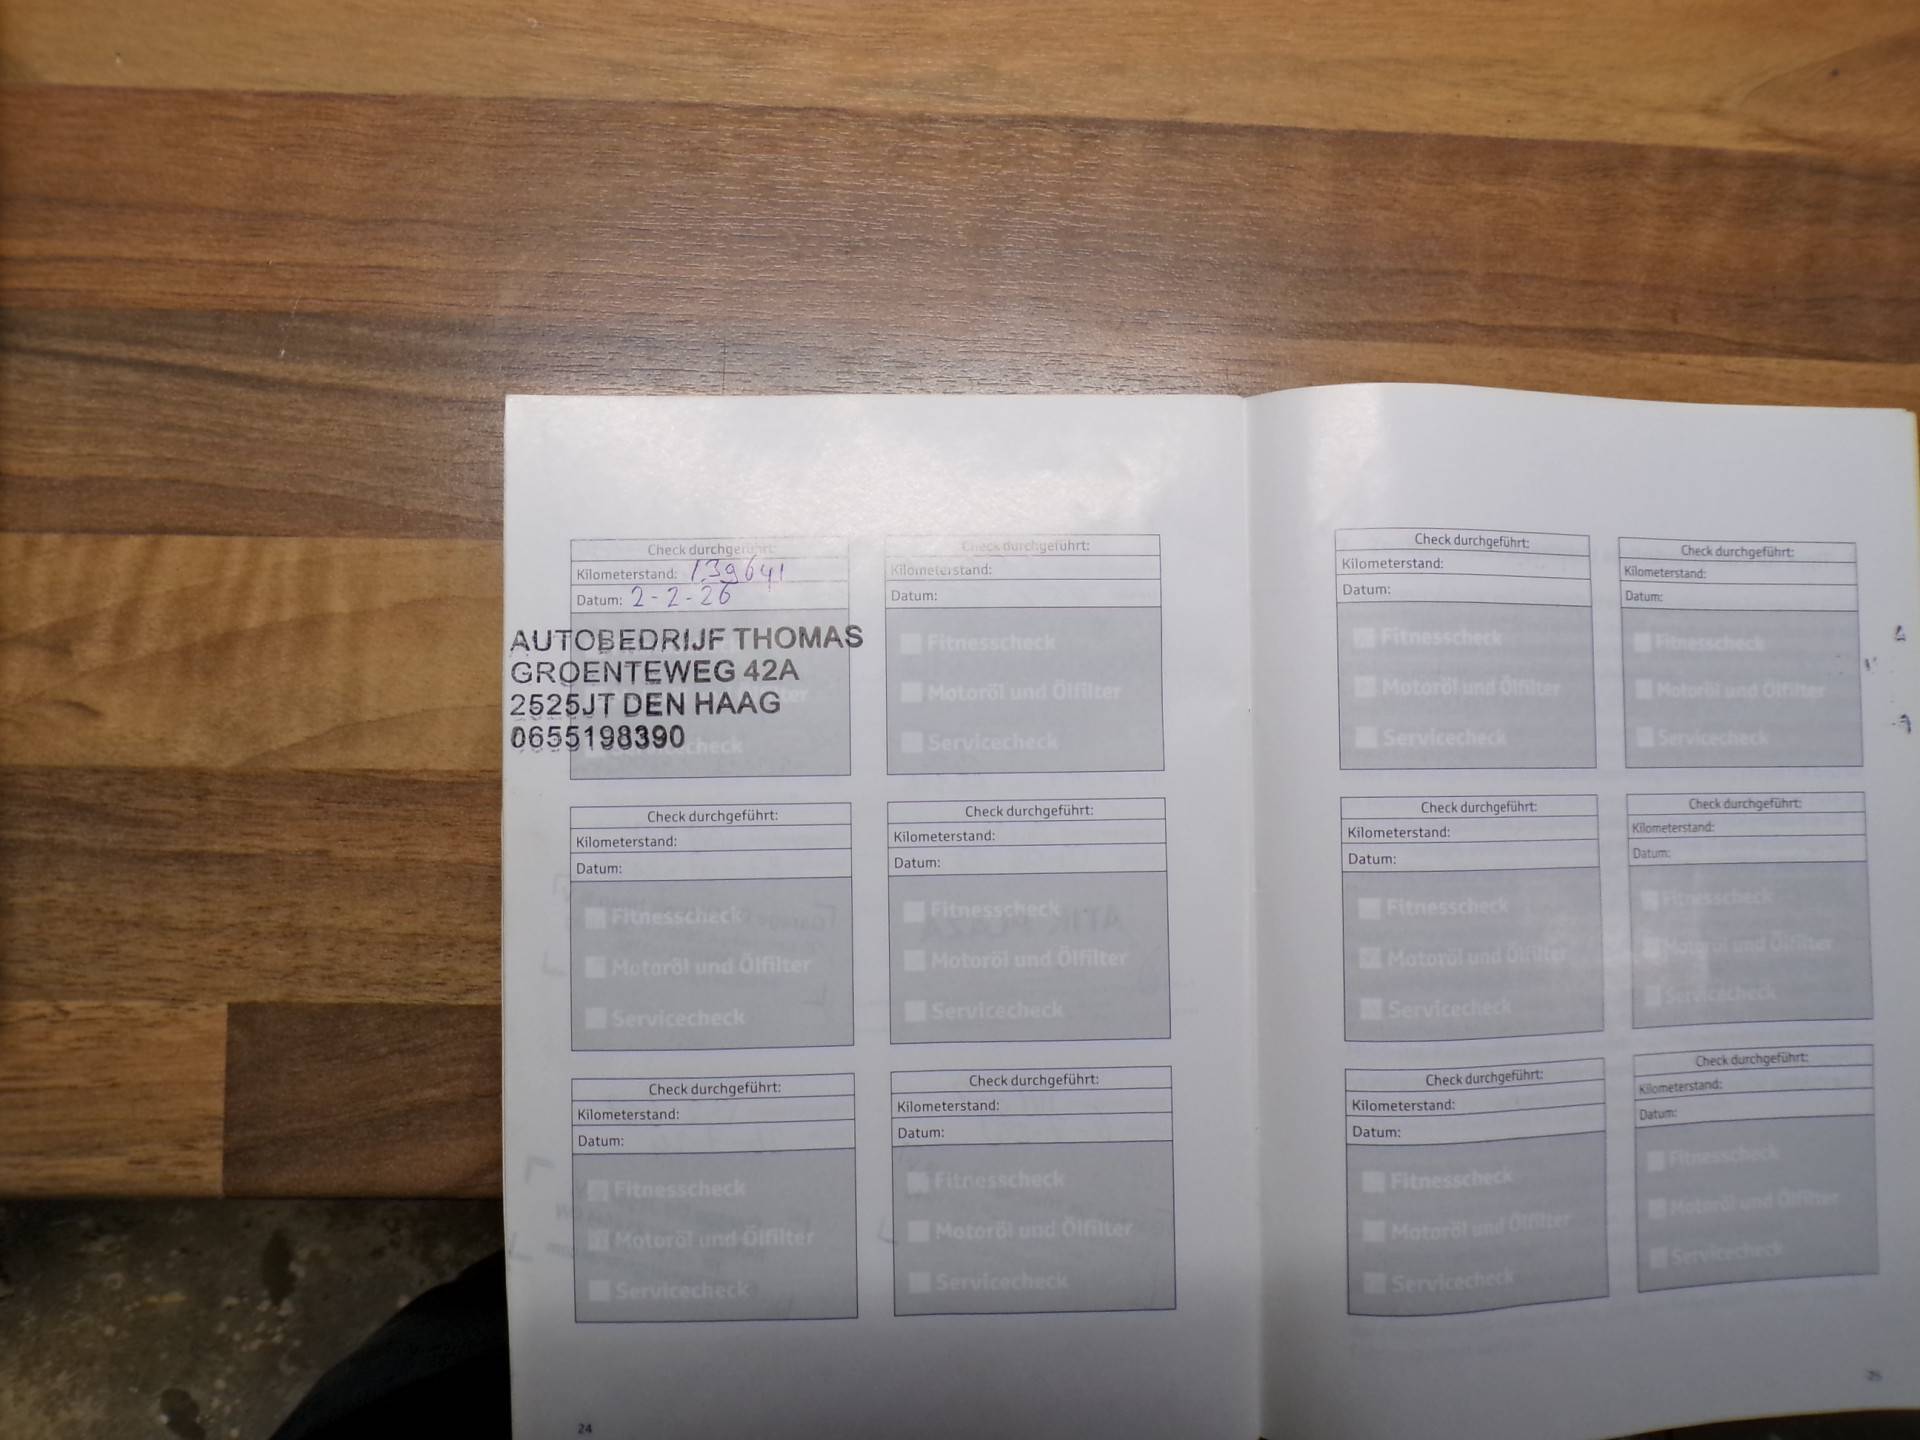 Check durchgeführt:
Kilometerstand: 139641
Datum: 2-2-26
AUTOBEDRIJF THOMAS
GROENTEWEG 42A
2525JT DEN HAAG
0655198390
Check durchgeführt:
Kilometerstand:
Datum:
Fitnesscheck
Motoröl und Ölfilter
Servicecheck
Check durchgeführt:
Kilometerstand:
Datum:
Fitnesscheck
Motoröl und Ölfilter
Servicecheck
Check durchgeführt:
Kilometerstand:
Datum:
Fitnesscheck
Motoröl und Ölfilter
Servicecheck
Check durchgeführt:
Kilometerstand:
Datum:
Fitnesscheck
Motoröl und Ölfilter
Servicecheck
Check durchgeführt:
Kilometerstand:
Datum:
Fitnesscheck
Motoröl und Ölfilter
Servicecheck
24
Check durchgeführt:
Kilometerstand:
Datum:
Fitnesscheck
Motoröl und Ölfilter
Servicecheck
Check durchgeführt:
Kilometerstand:
Datum:
Fitnesscheck
Motoröl und Ölfilter
Servicecheck
Check durchgeführt:
Kilometerstand:
Datum:
Fitnesscheck
Motoröl und Ölfilter
Servicecheck
Check durchgeführt:
Kilometerstand:
Datum:
Fitnesscheck
Motoröl und Ölfilter
Servicecheck
Check durchgeführt:
Kilometerstand:
Datum:
Fitnesscheck
Motoröl und Ölfilter
Servicecheck
Check durchgeführt:
Kilometerstand:
Datum:
Fitnesscheck
Motoröl und Ölfilter
Servicecheck
25